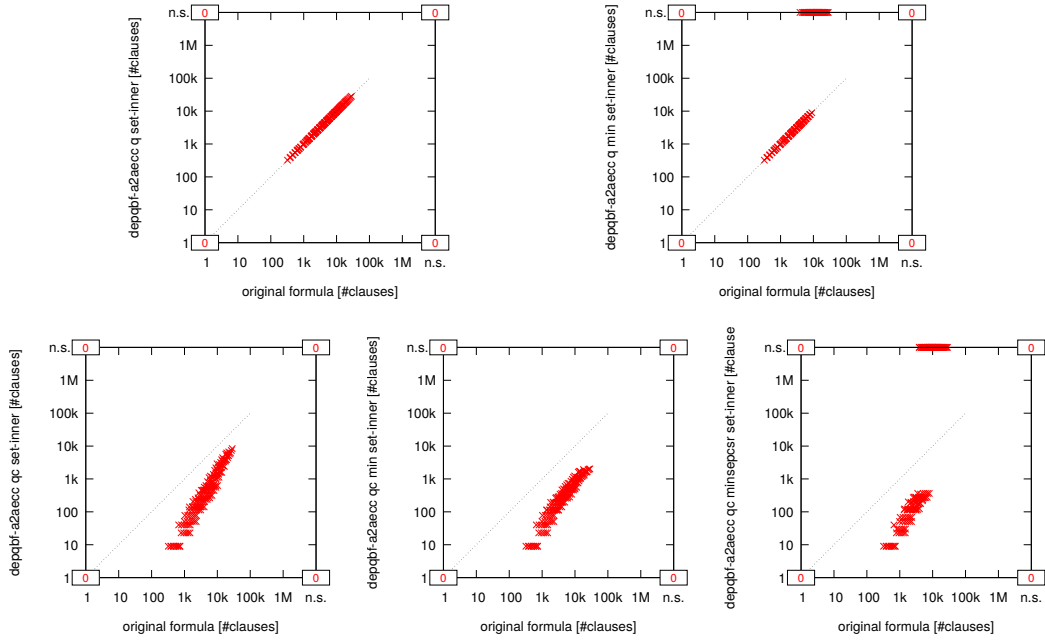 n.s. 0 0
1M
100k
10k
1k
100
10
1 0 0
1 10 100 1k 10k 100k 1M n.s.
original formula [#clauses]
depqbf-a2aecc q set-inner [#clauses]
n.s. 0 0
1M
100k
10k
1k
100
10
1 0 0
1 10 100 1k 10k 100k 1M n.s.
original formula [#clauses]
depqbf-a2aecc q min set-inner [#clauses]
n.s. 0 0
1M
100k
10k
1k
100
10
1 0 0
1 10 100 1k 10k 100k 1M n.s.
original formula [#clauses]
depqbf-a2aecc qc set-inner [#clauses]
n.s. 0 0
1M
100k
10k
1k
100
10
1 0 0
1 10 100 1k 10k 100k 1M n.s.
original formula [#clauses]
depqbf-a2aecc qc min set-inner [#clauses]
n.s. 0 0
1M
100k
10k
1k
100
10
1 0 0
1 10 100 1k 10k 100k 1M n.s.
original formula [#clauses]
depqbf-a2aecc qc minsepcsr set-inner [#clause